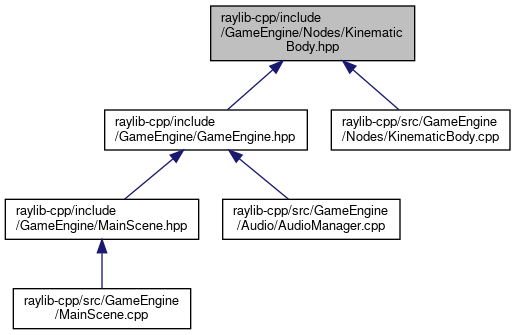 raylib-cpp/include
/GameEngine/Nodes/Kinematic
Body.hpp
raylib-cpp/include
/GameEngine/GameEngine.hpp
raylib-cpp/src/GameEngine
/Nodes/KinematicBody.cpp
raylib-cpp/include
/GameEngine/MainScene.hpp
raylib-cpp/src/GameEngine
/Audio/AudioManager.cpp
raylib-cpp/src/GameEngine
/MainScene.cpp